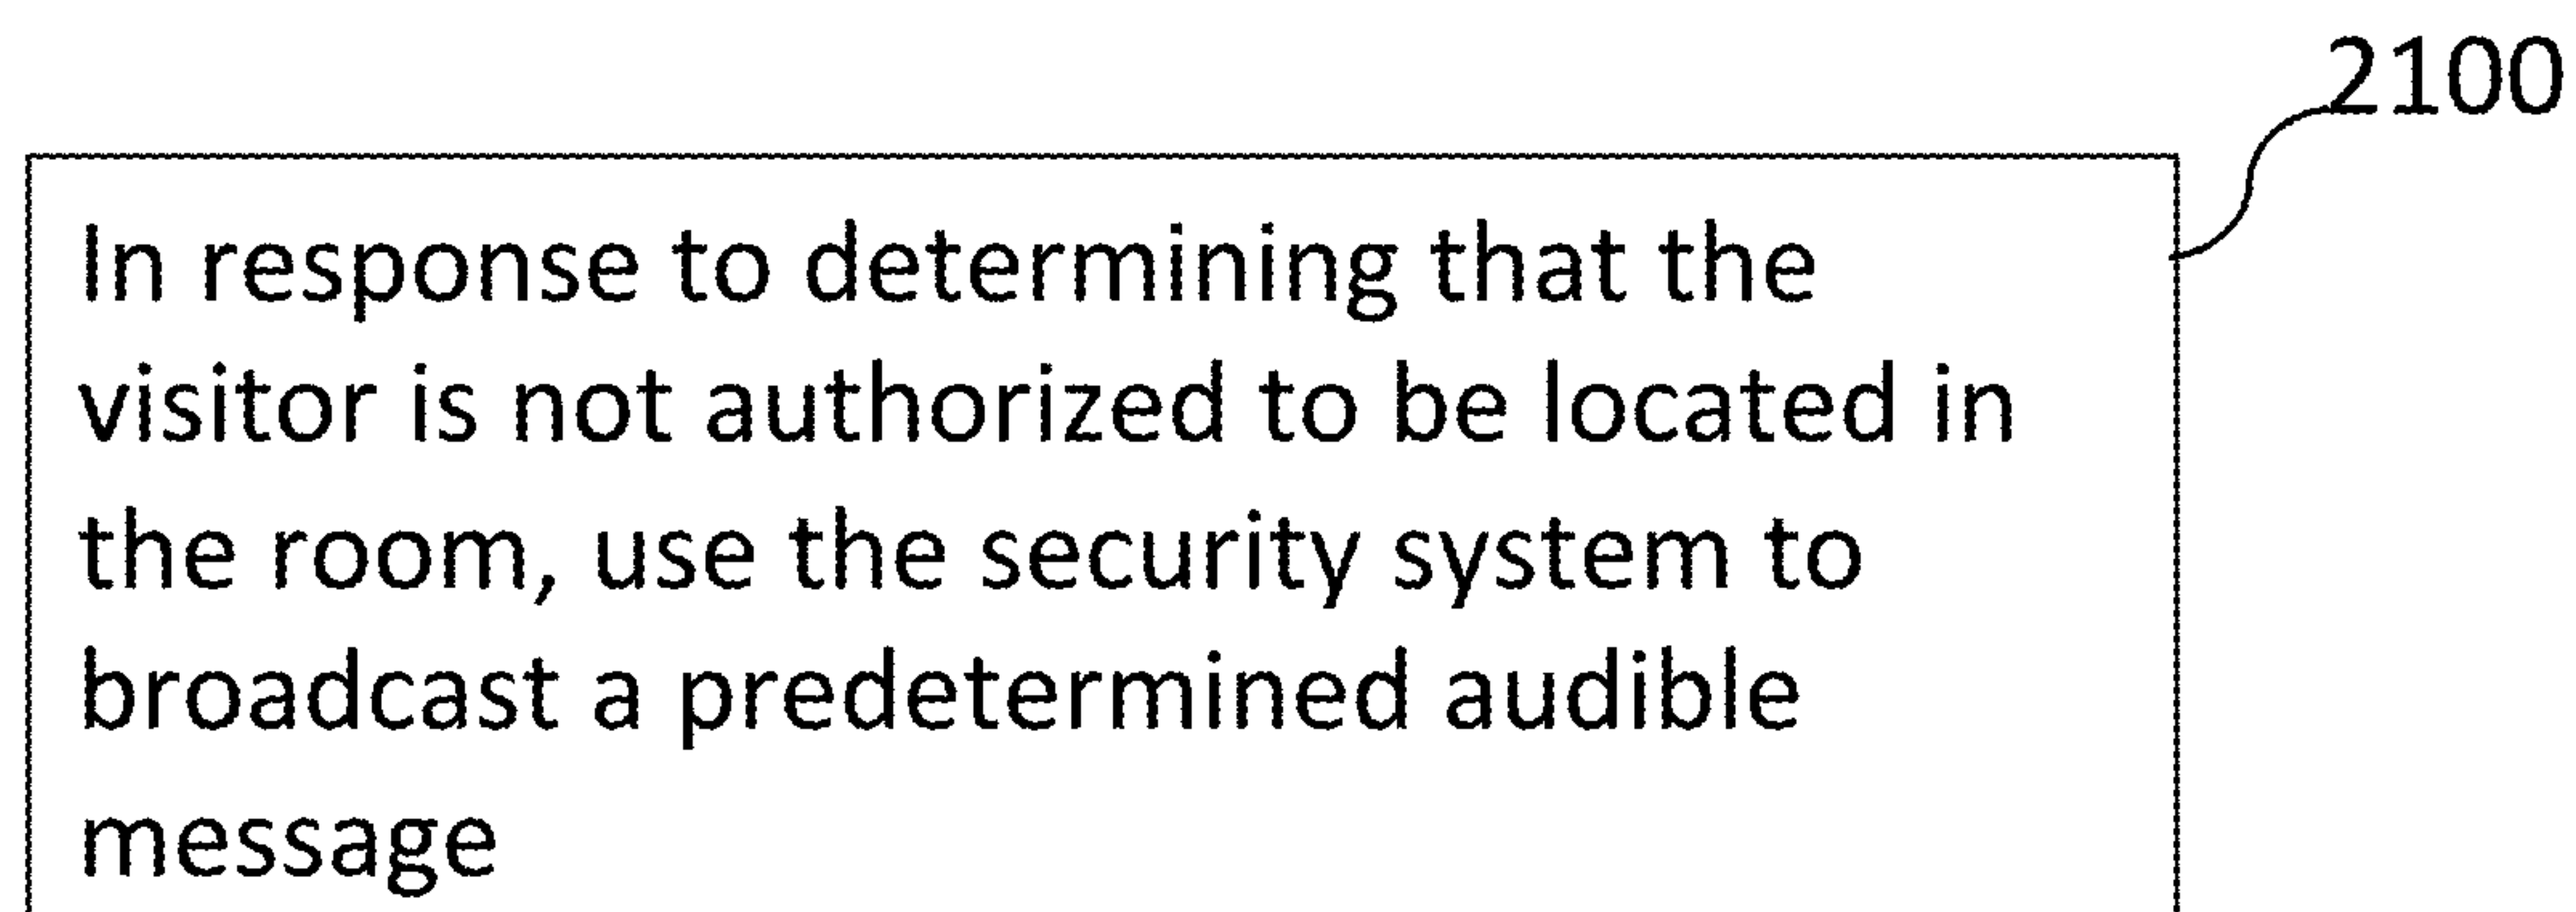 2100
In response to determining that the
visitor is not authorized to be located in
the room, use the security system to
broadcast a predetermined audible
message